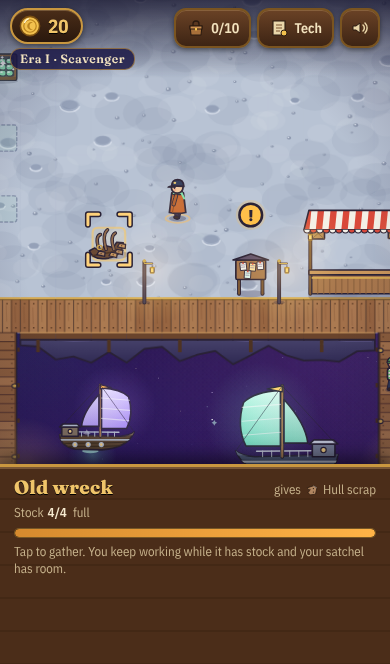 20
0/10
Tech
Era I · Scavenger
!
Old wreck
gives Hull scrap
Stock 4/4 full
Tap to gather. You keep working while it has stock and your satchel
has room.